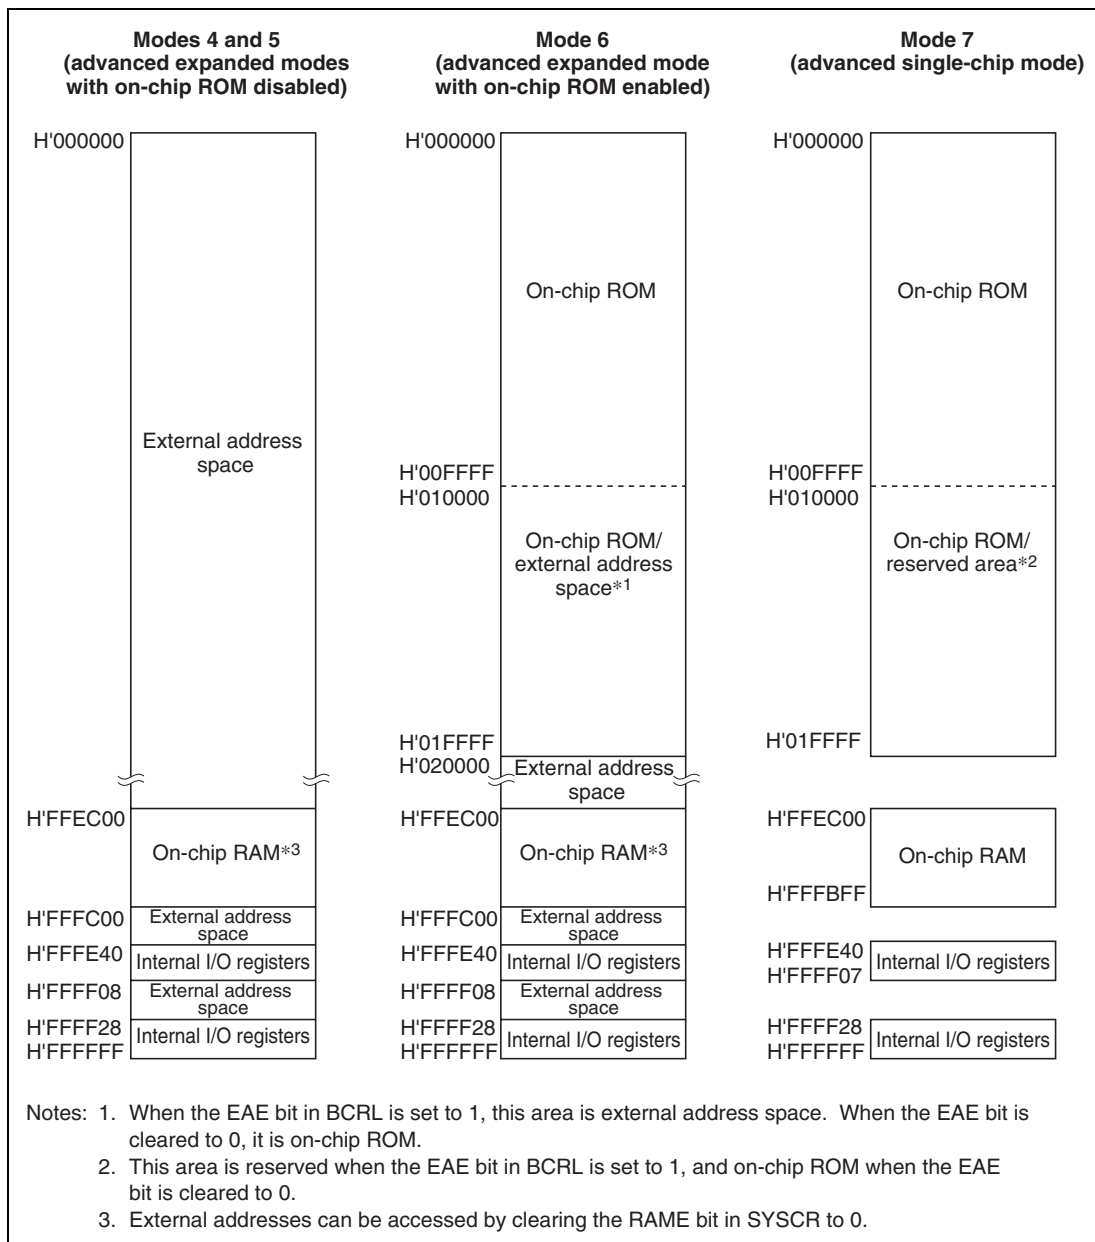 Modes 4 and 5
(advanced expanded modes
with on-chip ROM disabled)
H'000000
External address
space
H'FFEC00
On-chip RAM*3
H'FFFC00
External address
space
H'FFFE40
Internal I/O registers
H'FFFF08
External address
space
H'FFFF28
Internal I/O registers
H'FFFFFF
Mode 6
(advanced expanded mode
with on-chip ROM enabled)
H'000000
On-chip ROM
H'00FFFF
H'010000
On-chip ROM/
external address
space*1
H'01FFFF
H'020000
External address
space
H'FFEC00
On-chip RAM*3
H'FFFC00
External address
space
H'FFFE40
Internal I/O registers
H'FFFF08
External address
space
H'FFFF28
Internal I/O registers
H'FFFFFF
Mode 7
(advanced single-chip mode)
H'000000
On-chip ROM
H'00FFFF
H'010000
On-chip ROM/
reserved area*2
H'01FFFF
H'FFEC00
On-chip RAM
H'FFFBFF
H'FFFE40
Internal I/O registers
H'FFFF07
H'FFFF28
Internal I/O registers
H'FFFFFF
Notes: 1. When the EAE bit in BCRL is set to 1, this area is external address space. When the EAE bit is
cleared to 0, it is on-chip ROM.
2. This area is reserved when the EAE bit in BCRL is set to 1, and on-chip ROM when the EAE
bit is cleared to 0.
3. External addresses can be accessed by clearing the RAME bit in SYSCR to 0.